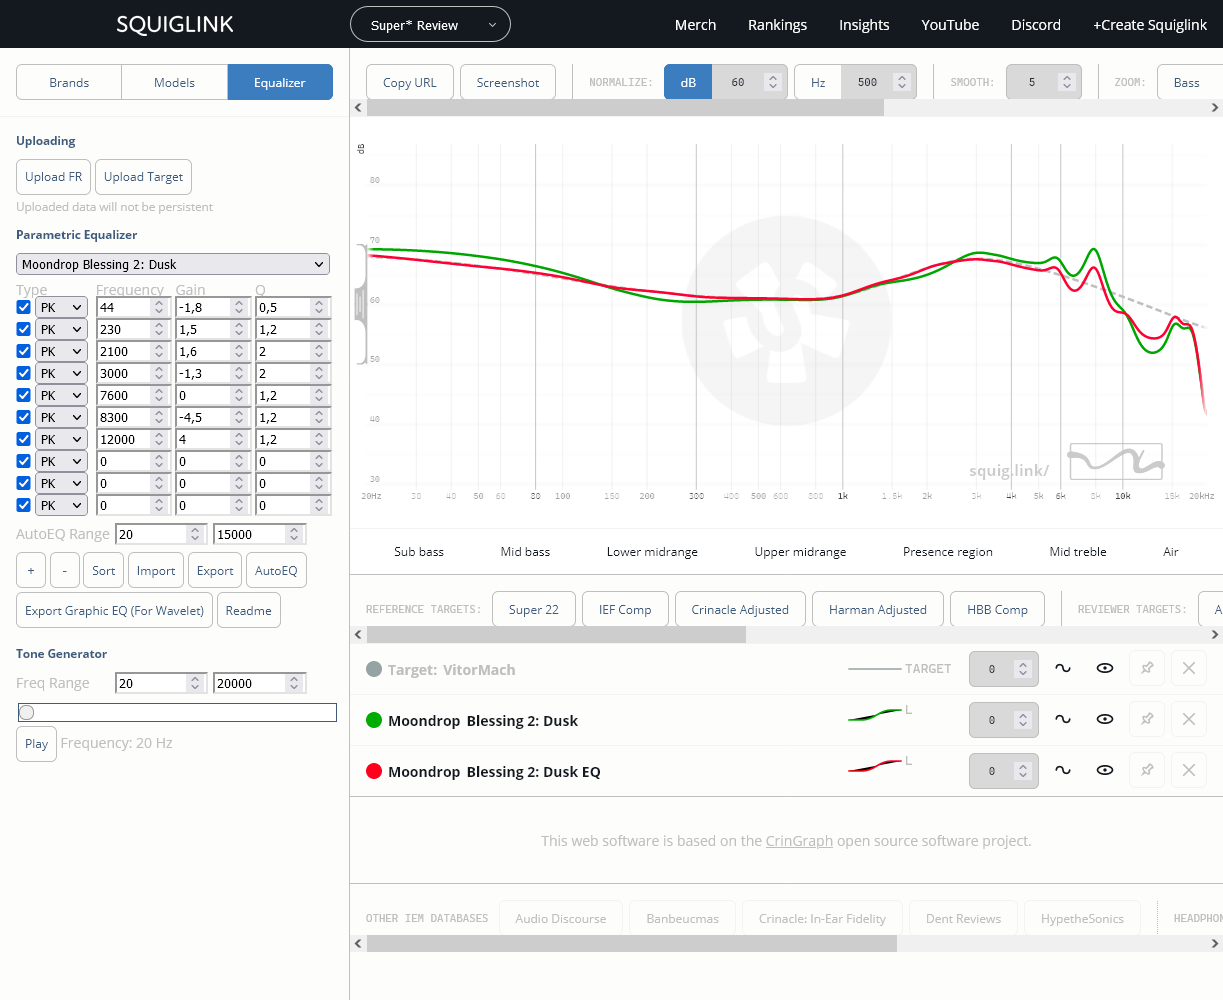 SQUIGLINK Super* Review Merch Rankings Insights YouTube Discord +Create Squiglink
Brands Models Equalizer
Copy URL Screenshot NORMALIZE: dB 60 Hz 500 SMOOTH: 5 ZOOM: Bass
Uploading
Upload FR Upload Target
Uploaded data will not be persistent
Parametric Equalizer
Moondrop Blessing 2: Dusk
Type Frequency Gain Q
PK 44 -1,8 0,5
PK 230 1,5 1,2
PK 2100 1,6 2
PK 3000 -1,3 2
PK 7600 0 1,2
PK 8300 -4,5 1,2
PK 12000 4 1,2
PK 0 0 0
PK 0 0 0
PK 0 0 0
AutoEQ Range 20 15000
+ - Sort Import Export AutoEQ
Export Graphic EQ (For Wavelet) Readme
Tone Generator
Freq Range 20 20000
Play Frequency: 20 Hz
dB
80
70
60
50
40
30
squig.link/
20Hz 30 40 50 60 80 100 150 200 300 400 500 600 800 1k 1.5k 2k 3k 4k 5k 6k 8k 10k 15k 20kHz
Sub bass Mid bass Lower midrange Upper midrange Presence region Mid treble Air
REFERENCE TARGETS: Super 22 IEF Comp Crinacle Adjusted Harman Adjusted HBB Comp REVIEWER TARGETS: A
Target: VitorMach TARGET 0
Moondrop Blessing 2: Dusk L 0
Moondrop Blessing 2: Dusk EQ L 0
This web software is based on the CrinGraph open source software project.
OTHER IEM DATABASES Audio Discourse Banbeucmas Crinacle: In-Ear Fidelity Dent Reviews HypetheSonics HEADPHON